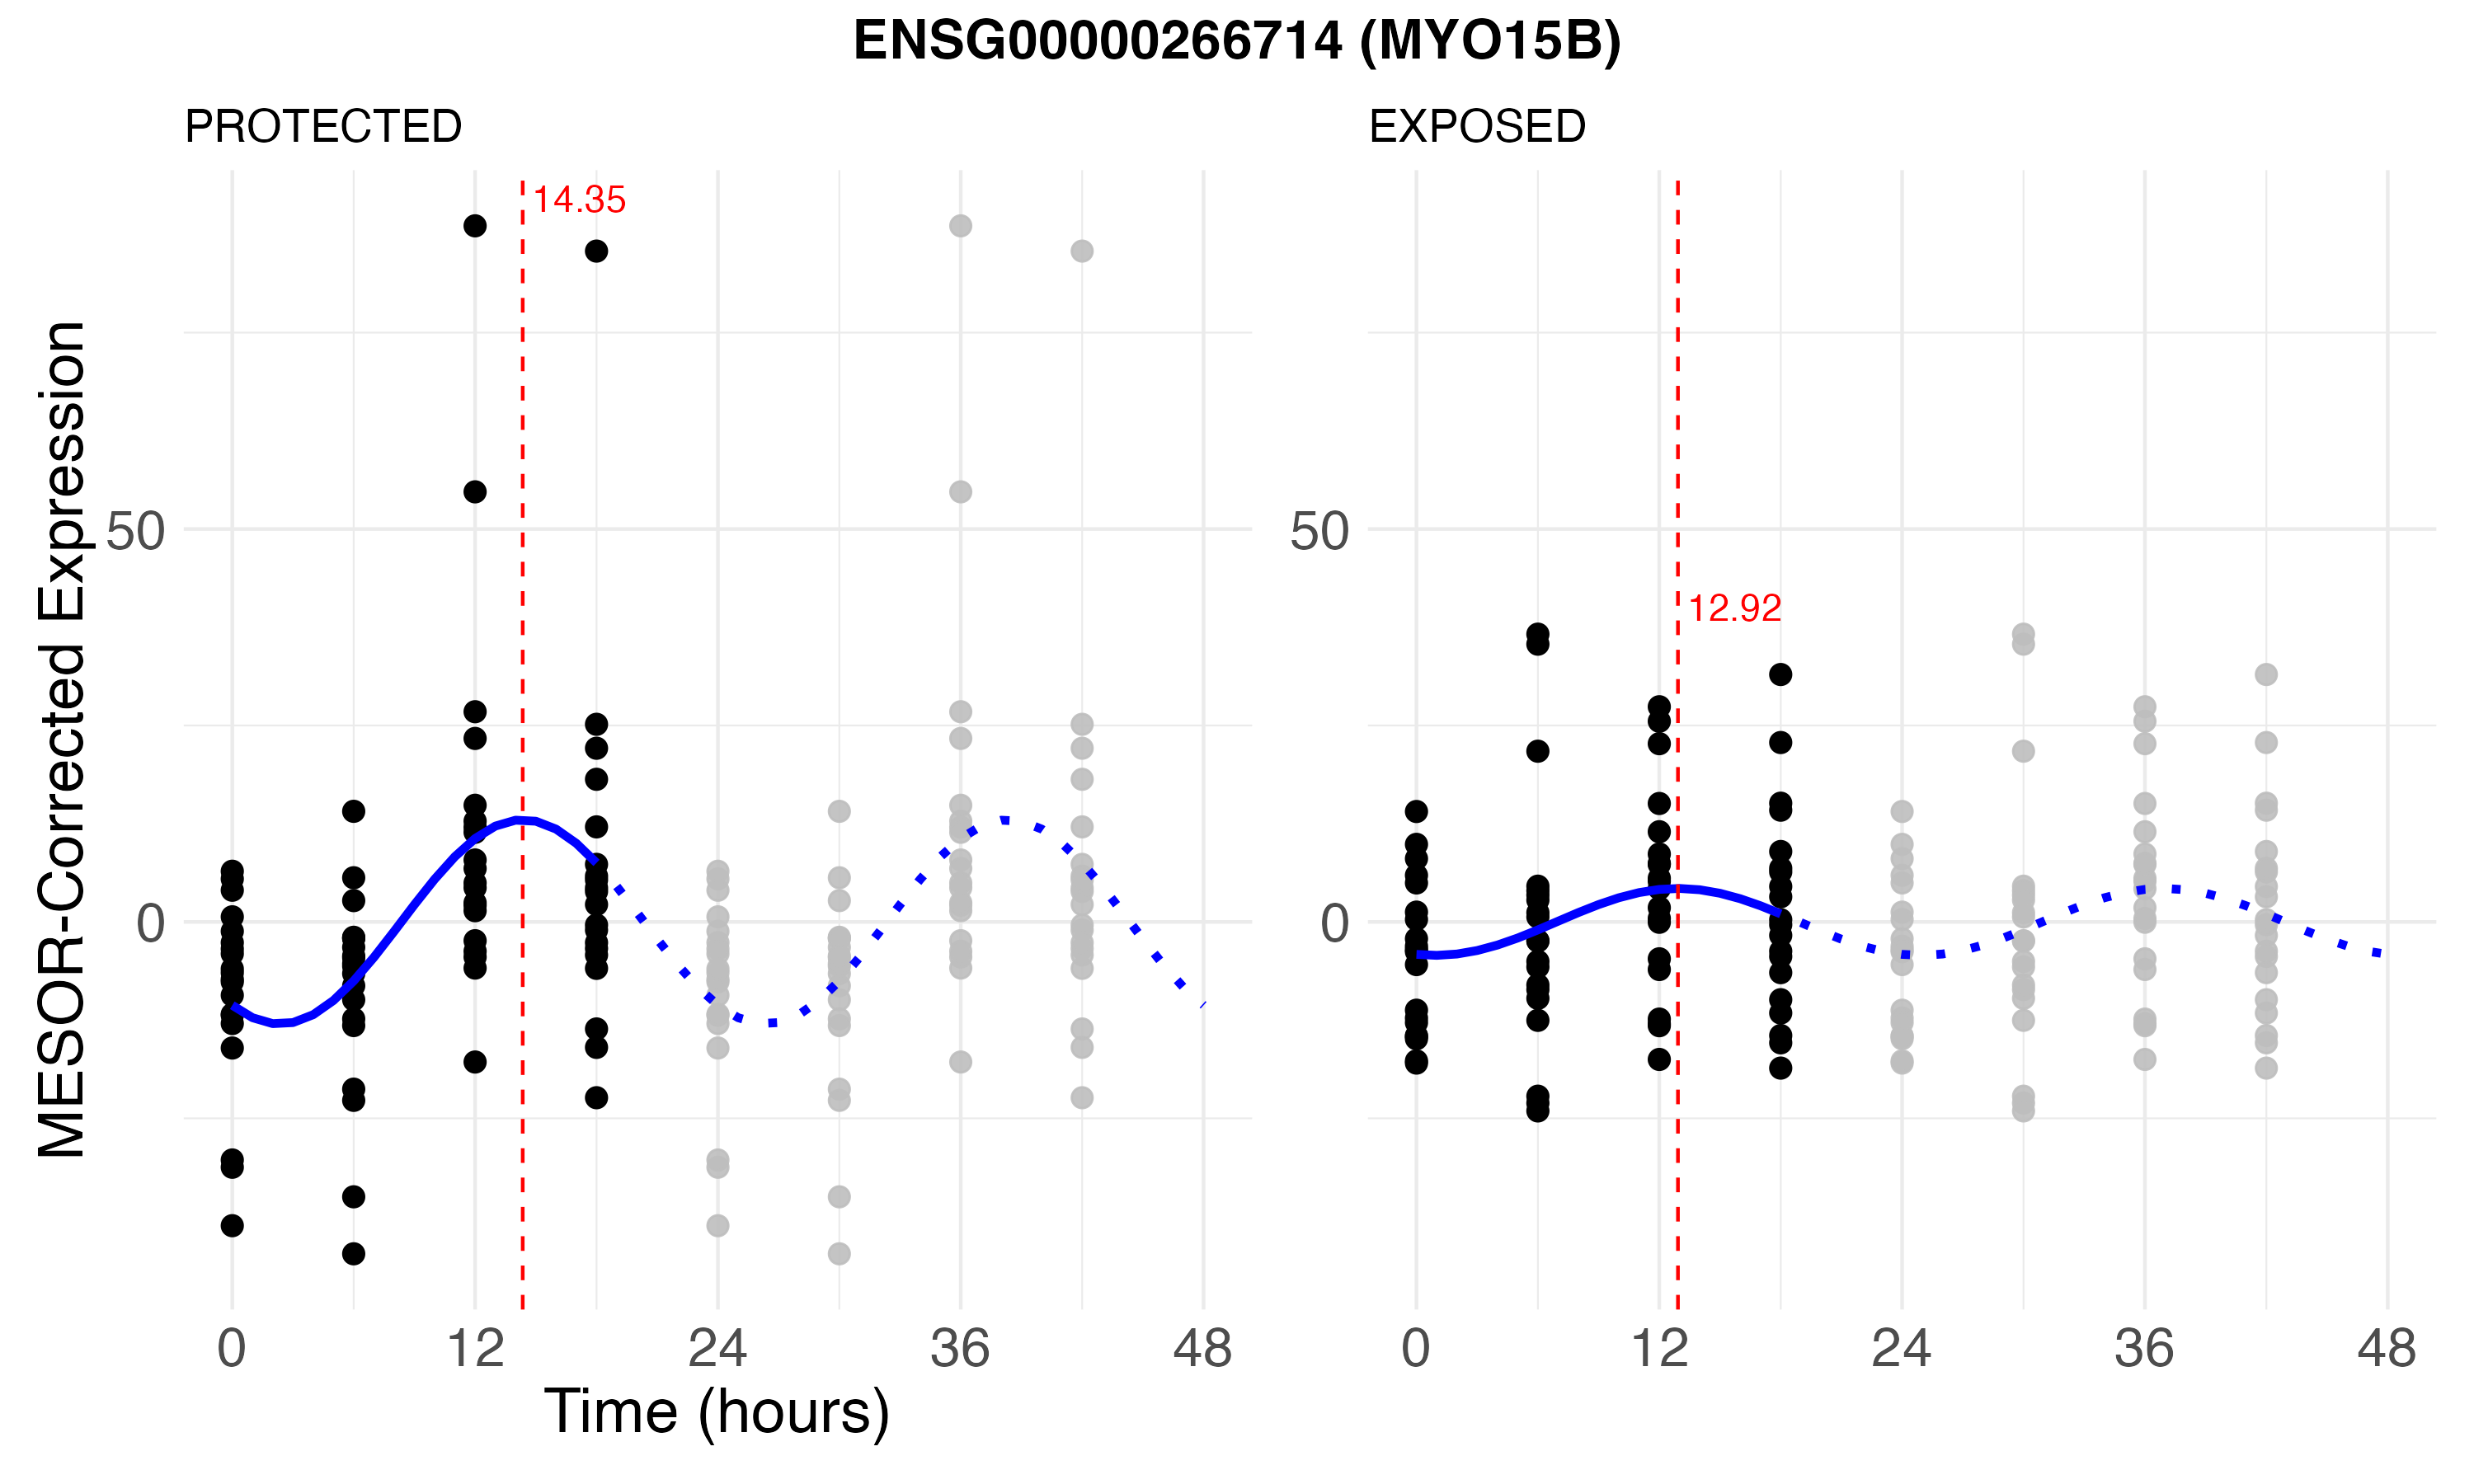 ENSG00000266714 (MYO15B)
PROTECTED
EXPOSED
14.35
12.92
MESOR-Corrected Expression
50
0
50
0
0 12 24 36 48
0 12 24 36 48
Time (hours)